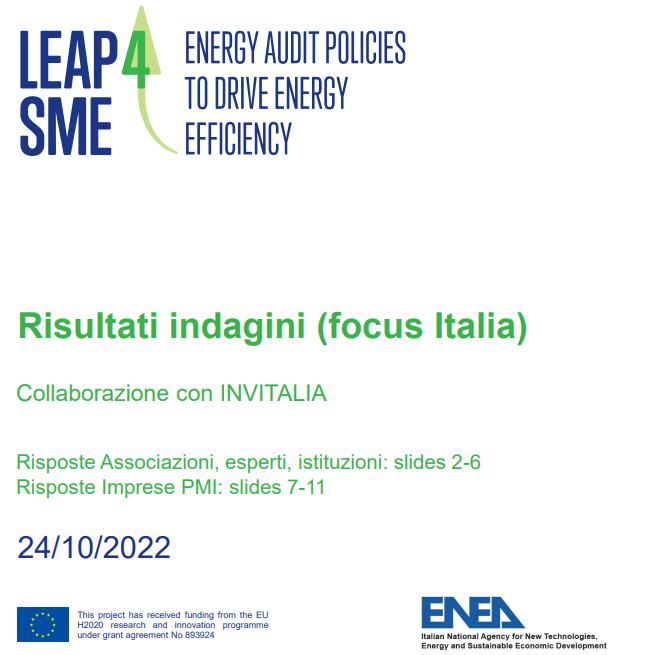 LEAP4
SME
ENERGY AUDIT POLICIES
TO DRIVE ENERGY
EFFICIENCY
Risultati indagini (focus Italia)
Collaborazione con INVITALIA
Risposte Associazioni, esperti, istituzioni: slides 2-6
Risposte Imprese PMI: slides 7-11
24/10/2022
This project has received funding from the EU
H2020 research and innovation programme
under grant agreement No 893924
ENEA
Italian National Agency for New Technologies,
Energy and Sustainable Economic Development